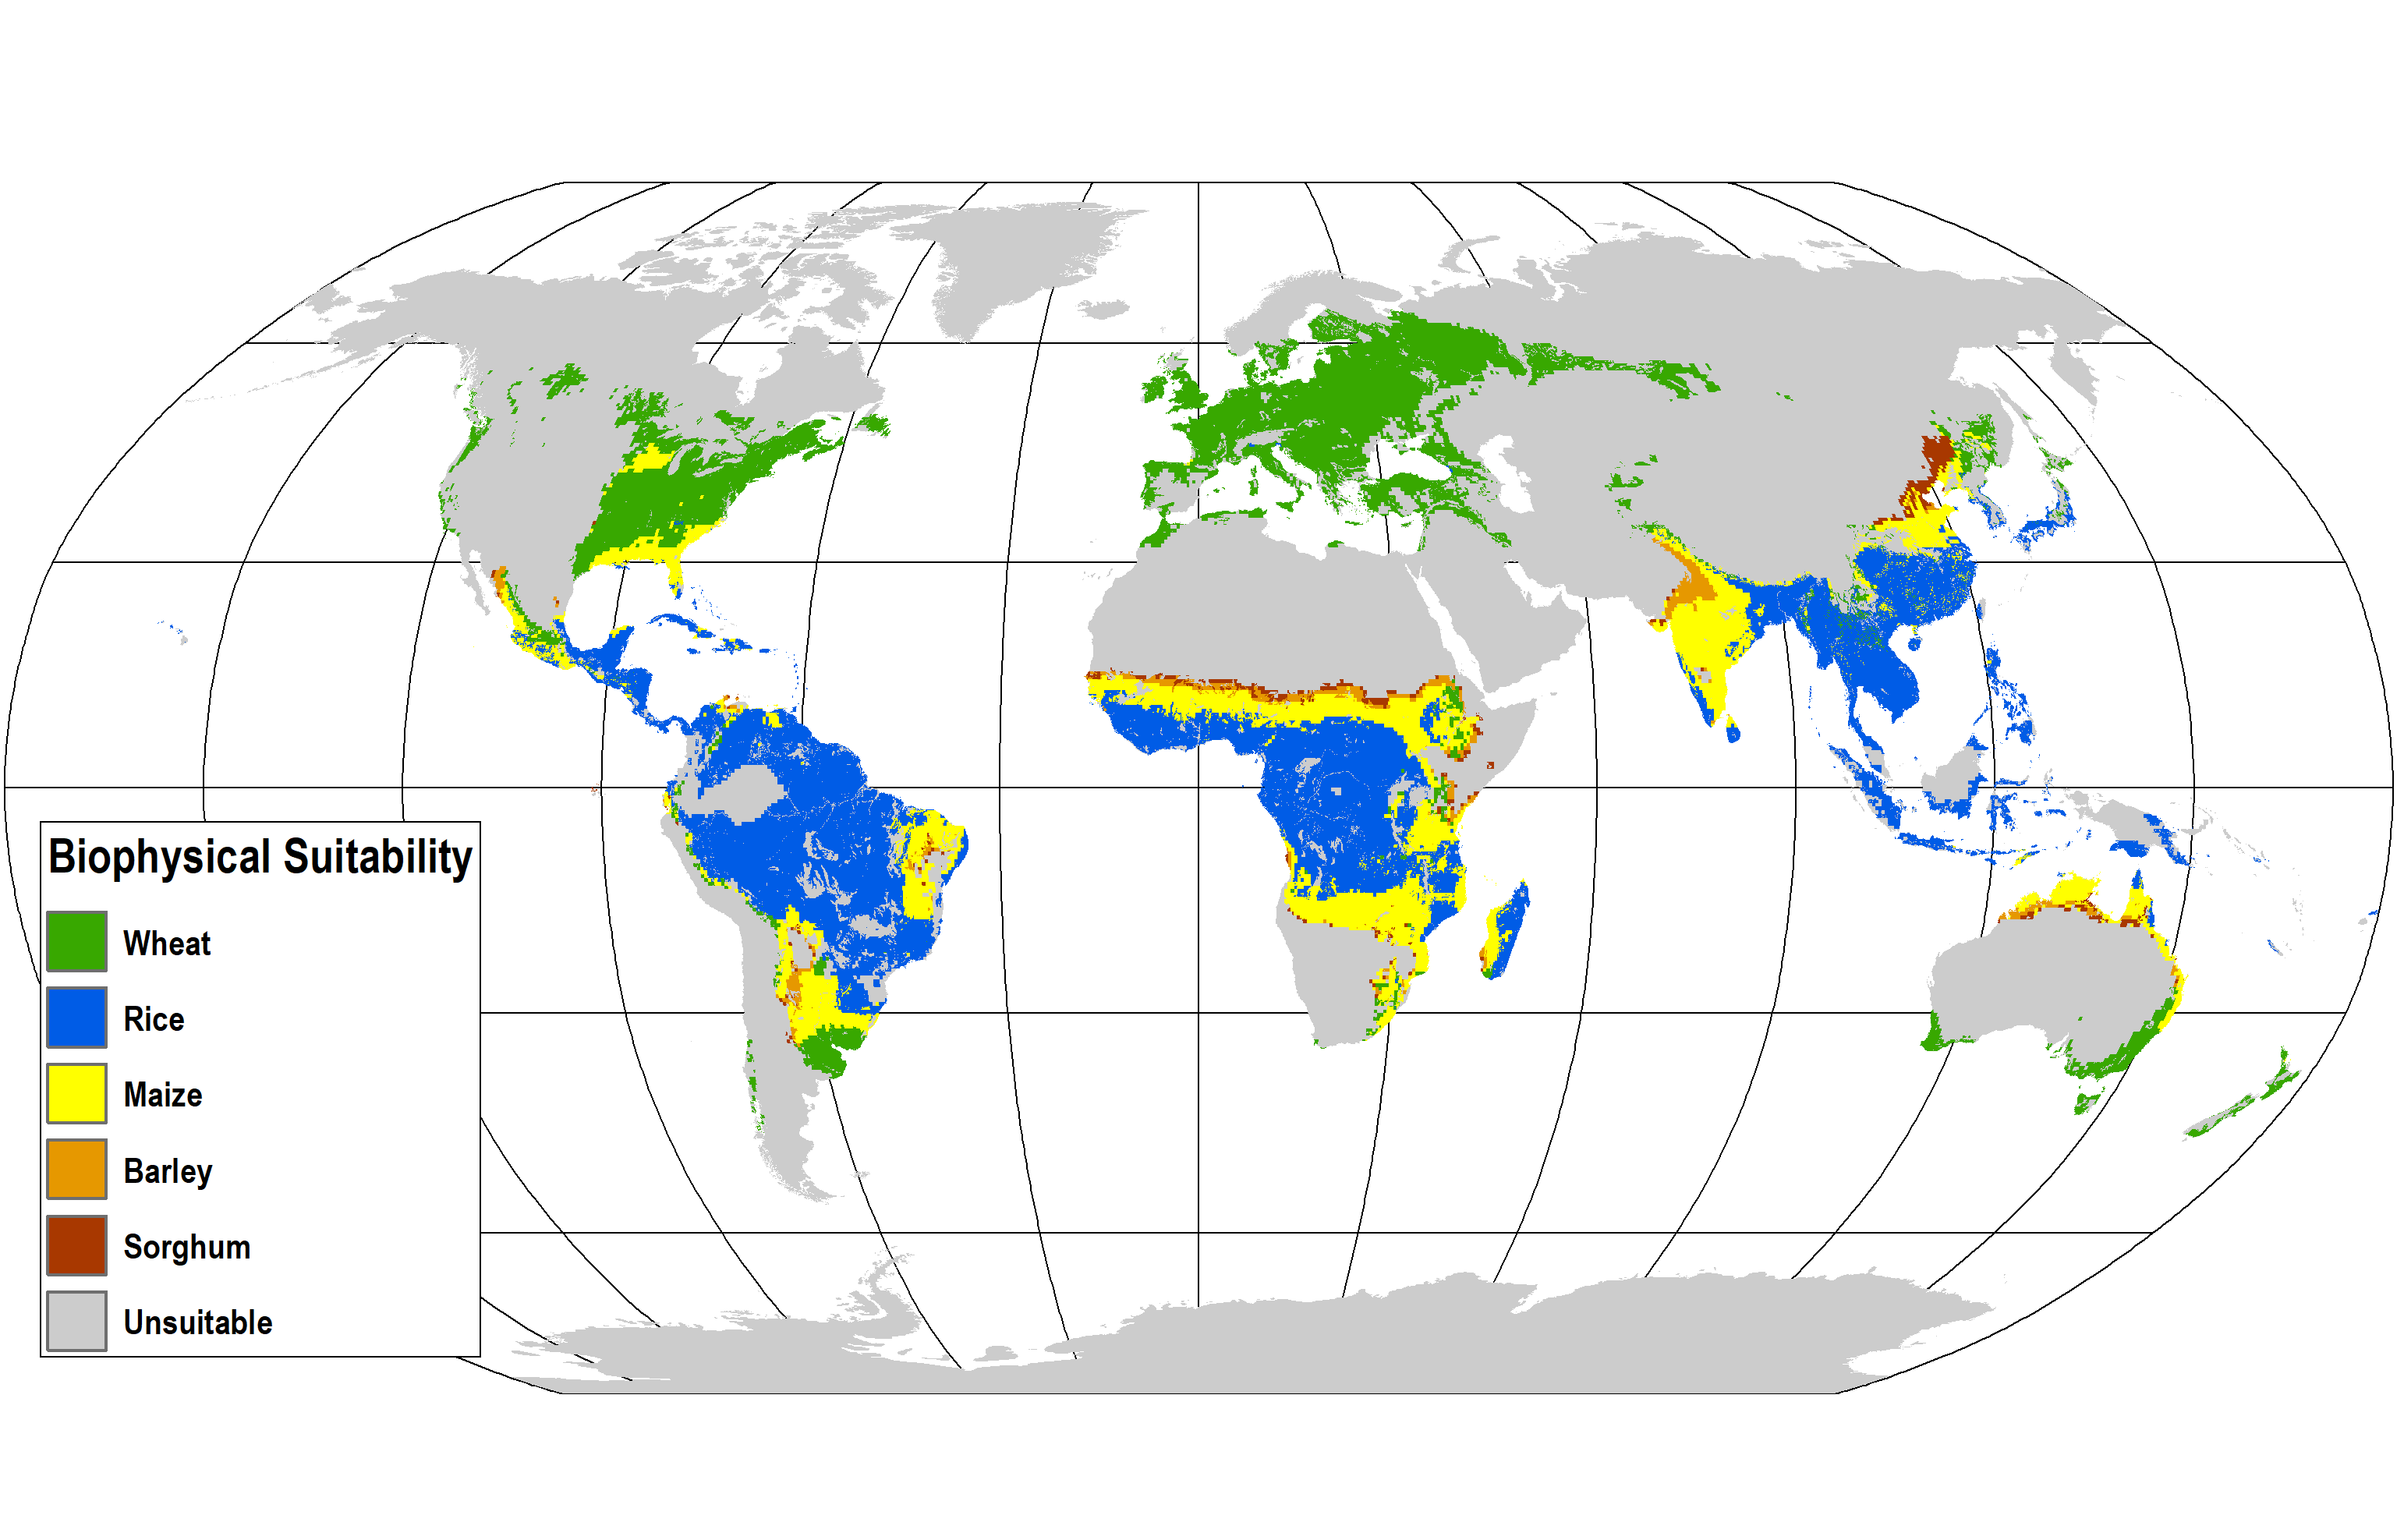 Biophysical Suitability
Wheat
Rice
Maize
Barley
Sorghum
Unsuitable